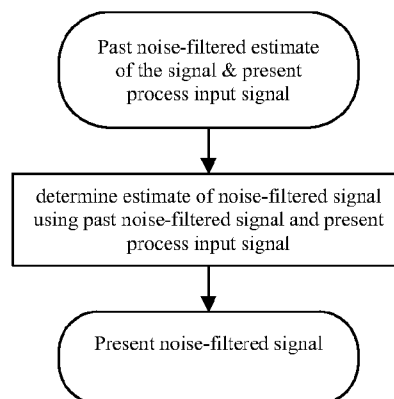 Past noise-filtered estimate
of the signal & present
process input signal
determine estimate of noise-filtered signal
using past noise-filtered signal and present
process input signal
Present noise-filtered signal